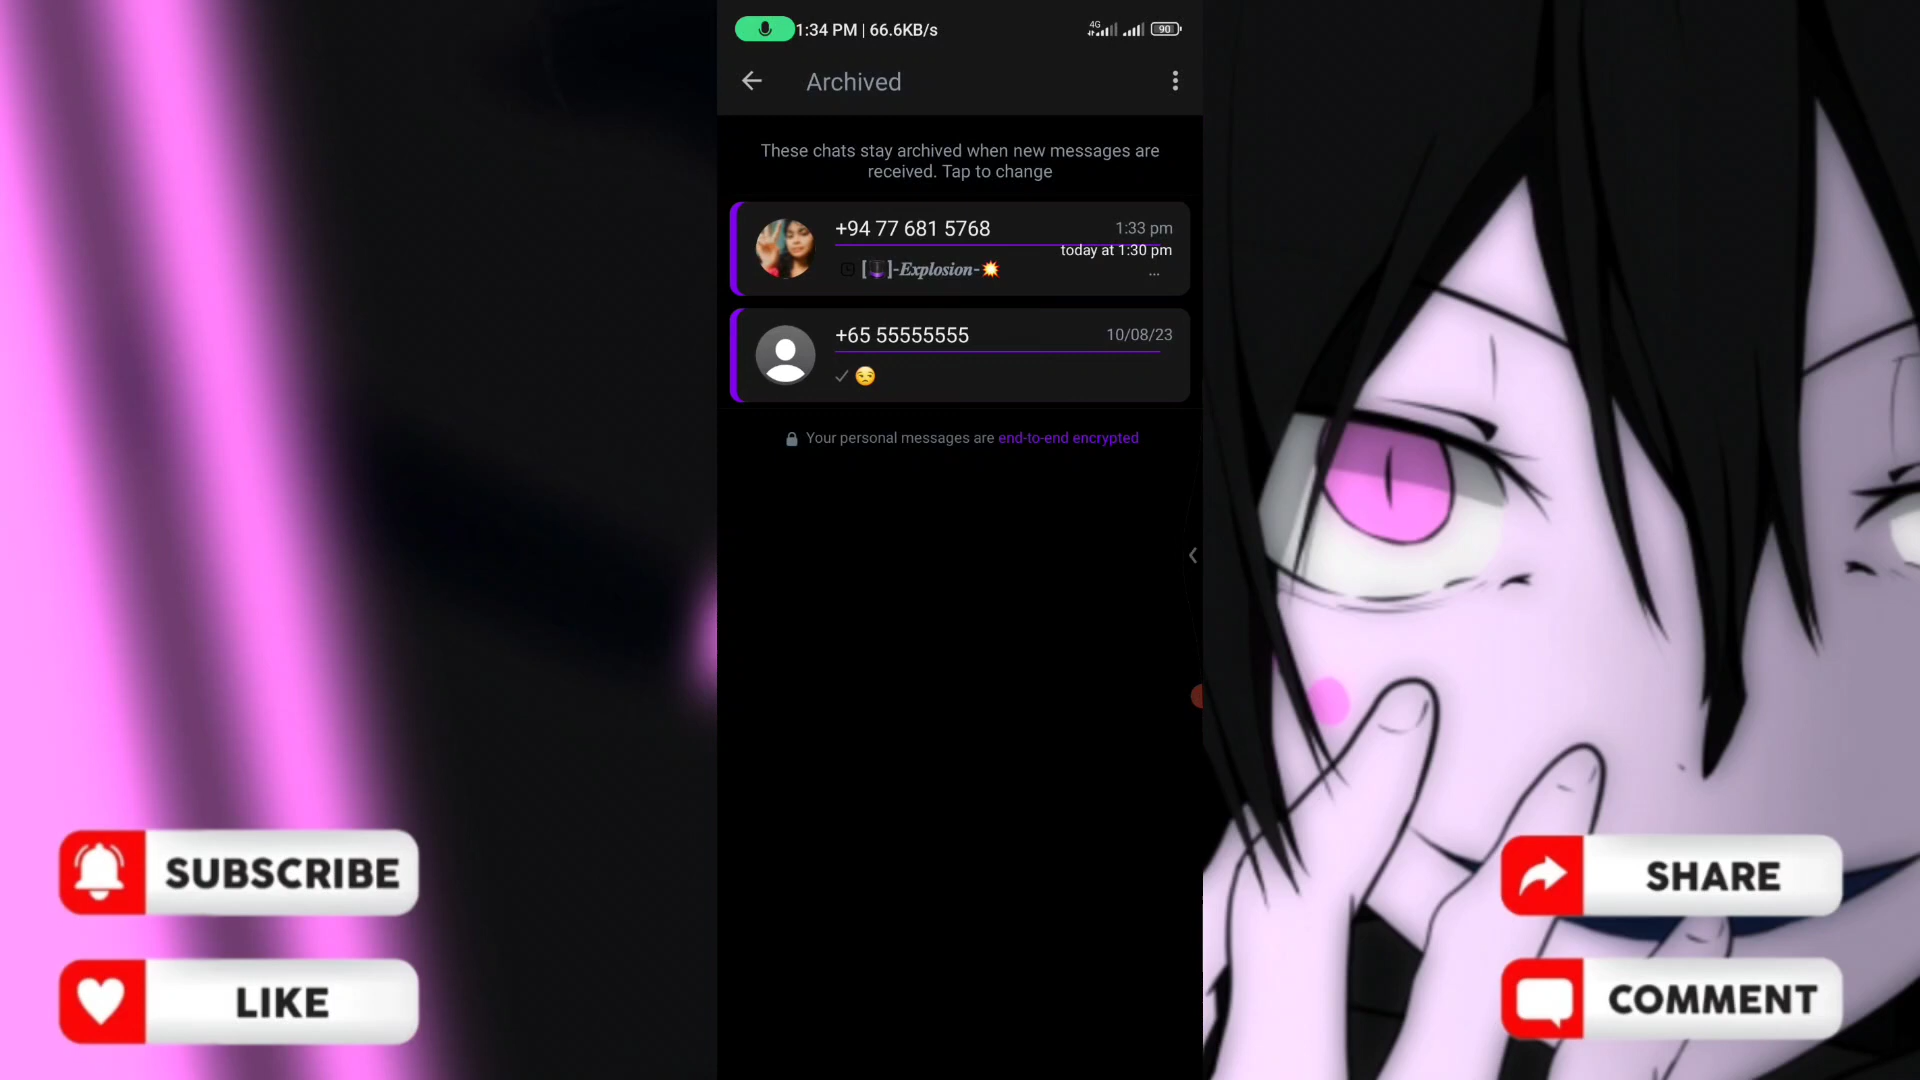 1:34 PM | 66.6KB/s
4G
90
Archived
These chats stay archived when new messages are
received. Tap to change
+94 77 681 5768
1:33 pm
today at 1:30 pm
[]-Explosion-💥
...
+65 55555555
10/08/23
✓ 😒
Your personal messages are end-to-end encrypted
SUBSCRIBE
LIKE
SHARE
COMMENT